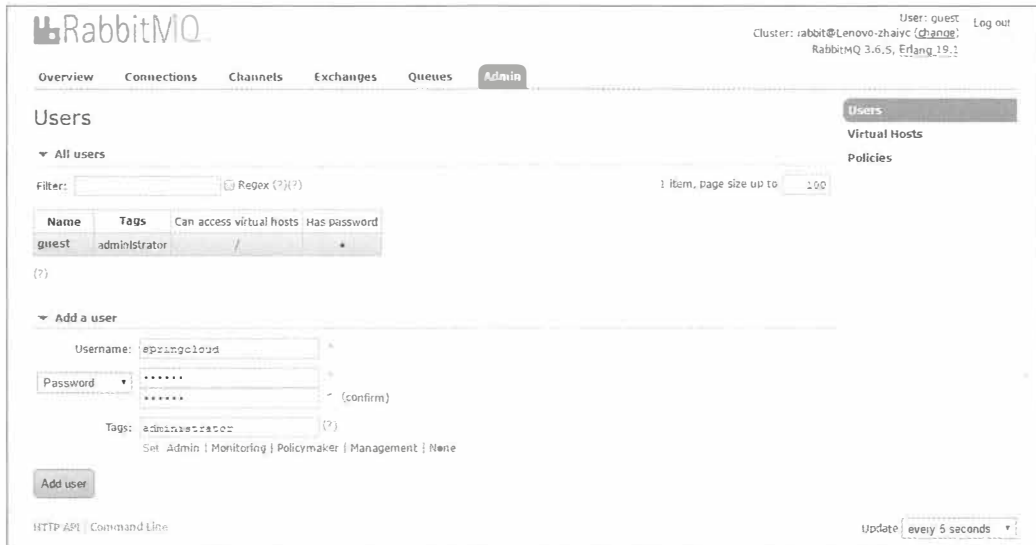 RabbitMQ
User: guest
Log out
Cluster: rabbit@Lenovo-zhaiyc (change)
RabbitMQ 3.6.5, Erlang 19.1
Overview Connections Channels Exchanges Queues Admin
Users
Virtual Hosts
Policies
Users
▼ All users
Filter: Regex (?)(?)
1 item, page size up to 100
Name Tags Can access virtual hosts Has password
guest administrator / •
(?)
▼ Add a user
Username: springcloud *
Password •••••• *
•••••• * (confirm)
Tags: administrator (?)
Set Admin | Monitoring | Policymaker | Management | None
Add user
HTTP API | Command Line
Update every 5 seconds